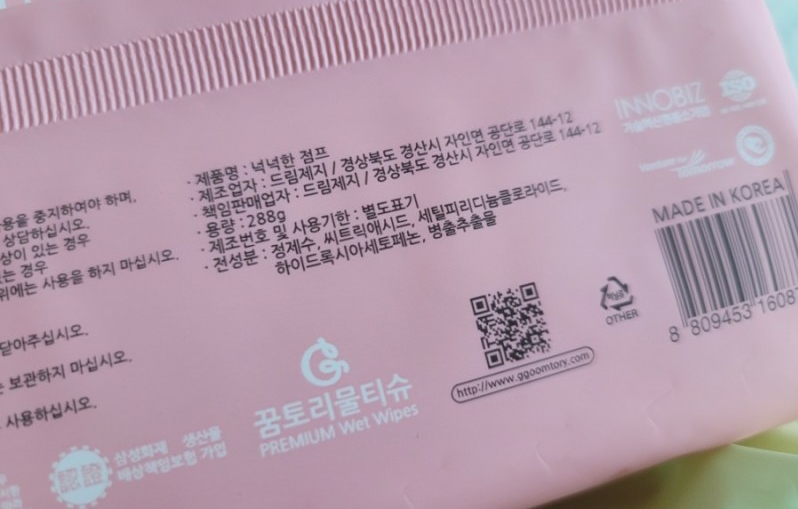 용을 중지하여야 하며,
상담하십시오.
상이 있는 경우
는 경우
위에는 사용을 하지 마십시오.
닫아주십시오.
보관하지 마십시오.
사용하십시오.
· 제품명 : 넉넉한 점프
· 제조업자 : 드림제지 / 경상북도 경산시 자인면 공단로 144-12
· 책임판매업자 : 드림제지 / 경상북도 경산시 자인면 공단로 144-12
· 용량 : 288g
· 제조번호 및 사용기한 : 별도표기
· 전성분 : 정제수, 씨트릭애시드, 세틸피리디늄클로라이드,
하이드록시아세토페논, 병출추출물
INNOBIZ
기술혁신형중소기업
ISO
MADE IN KOREA
8 809453 16087
OTHER
http://www.ggoomtory.com
꿈토리물티슈
PREMIUM Wet Wipes
삼성화재 생산물
배상책임보험 가입